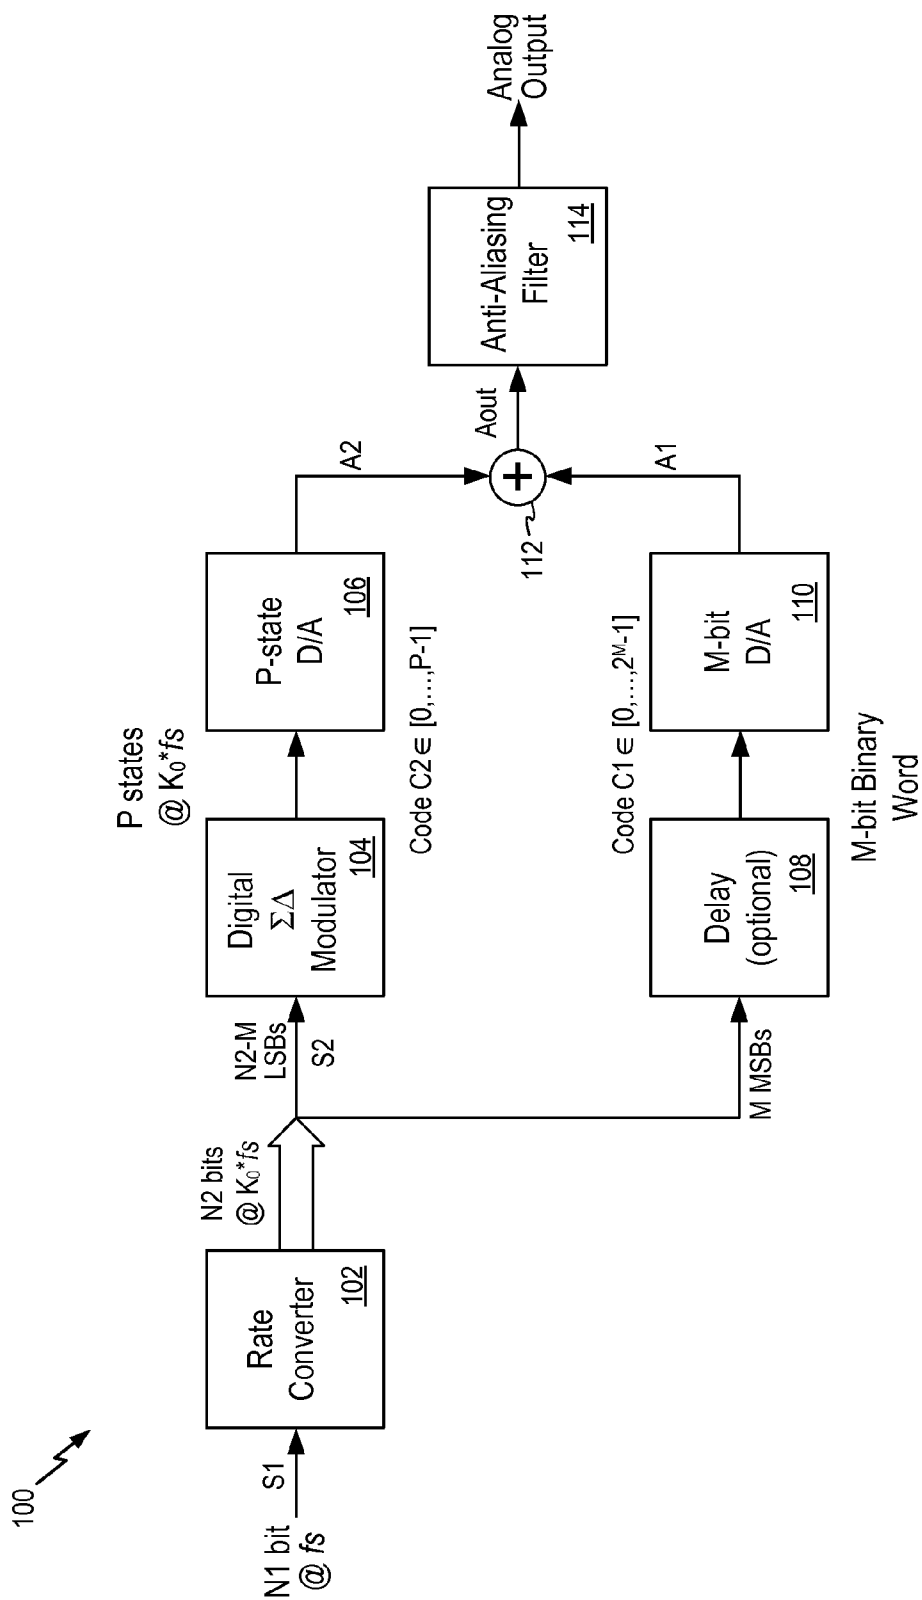 100
N1 bit
@ fs
S1
Rate
Converter
102
N2 bits
@ K₀*fs
N2-M
LSBs
S2
Digital
ΣΔ
Modulator
104
P states
@ K₀*fs
Code C2 ∈ [0,...,P-1]
P-state
D/A
106
A2
M MSBs
Delay
(optional)
108
M-bit Binary
Word
Code C1 ∈ [0,...,2ᴹ-1]
M-bit
D/A
110
A1
112
+
Aout
Anti-Aliasing
Filter
114
Analog
Output